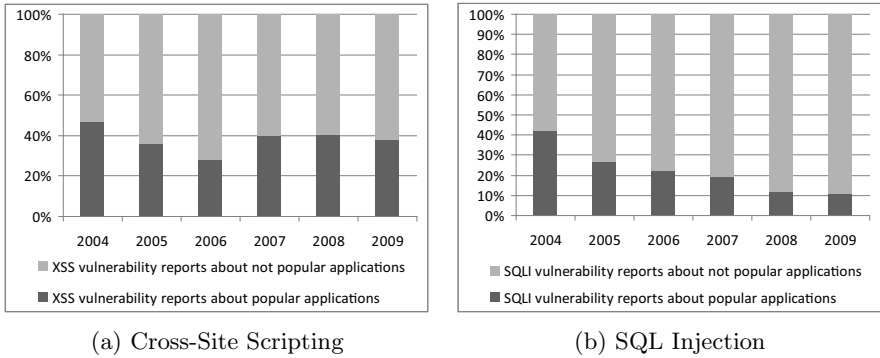 100%
80%
60%
40%
20%
0%
2004 2005 2006 2007 2008 2009
XSS vulnerability reports about not popular applications
XSS vulnerability reports about popular applications
(a) Cross-Site Scripting
100%
90%
80%
70%
60%
50%
40%
30%
20%
10%
0%
2004 2005 2006 2007 2008 2009
SQLI vulnerability reports about not popular applications
SQLI vulnerability reports about popular applications
(b) SQL Injection